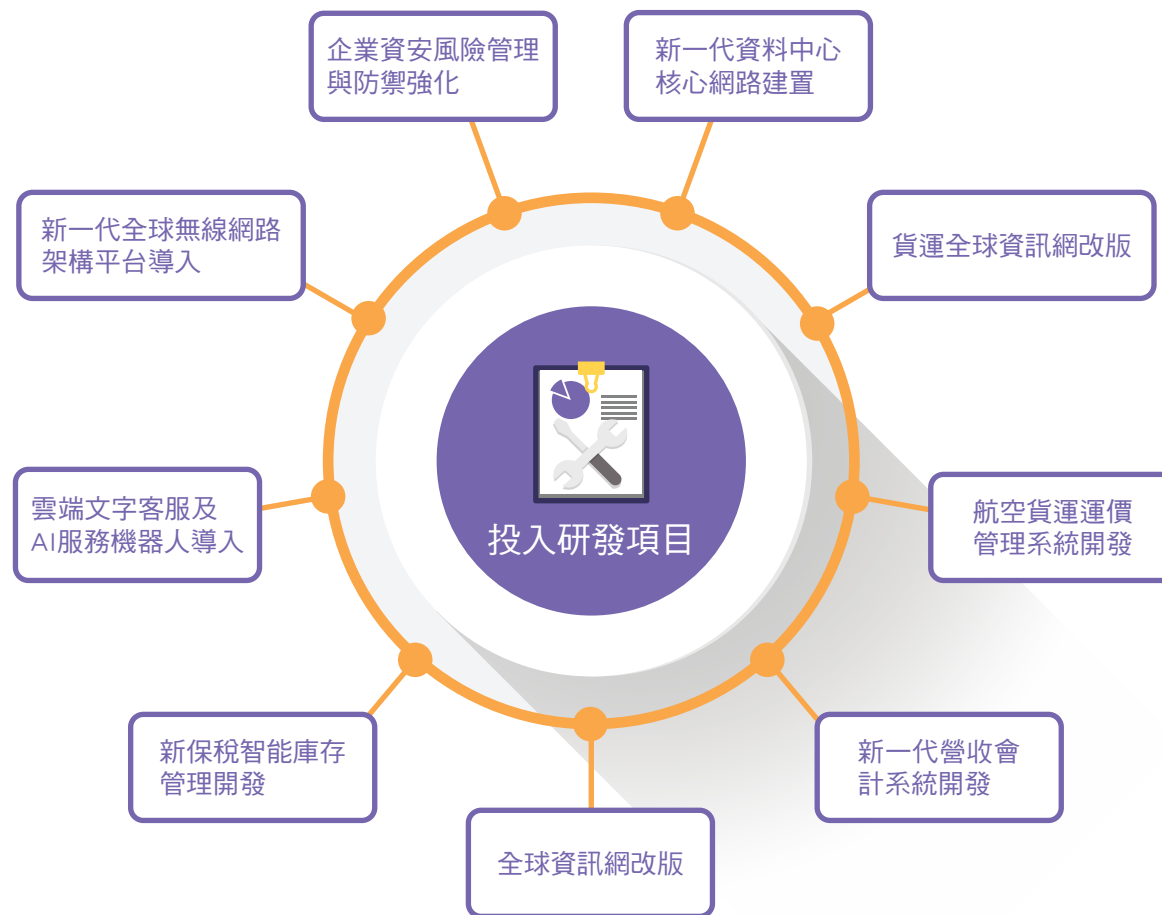 企業資安風險管理
與防禦強化
新一代資料中心
核心網路建置
新一代全球無線網路
架構平台導入
貨運全球資訊網改版
雲端文字客服及
AI服務機器人導入
投入研發項目
航空貨運運價
管理系統開發
新保稅智能庫存
管理開發
新一代營收會
計系統開發
全球資訊網改版